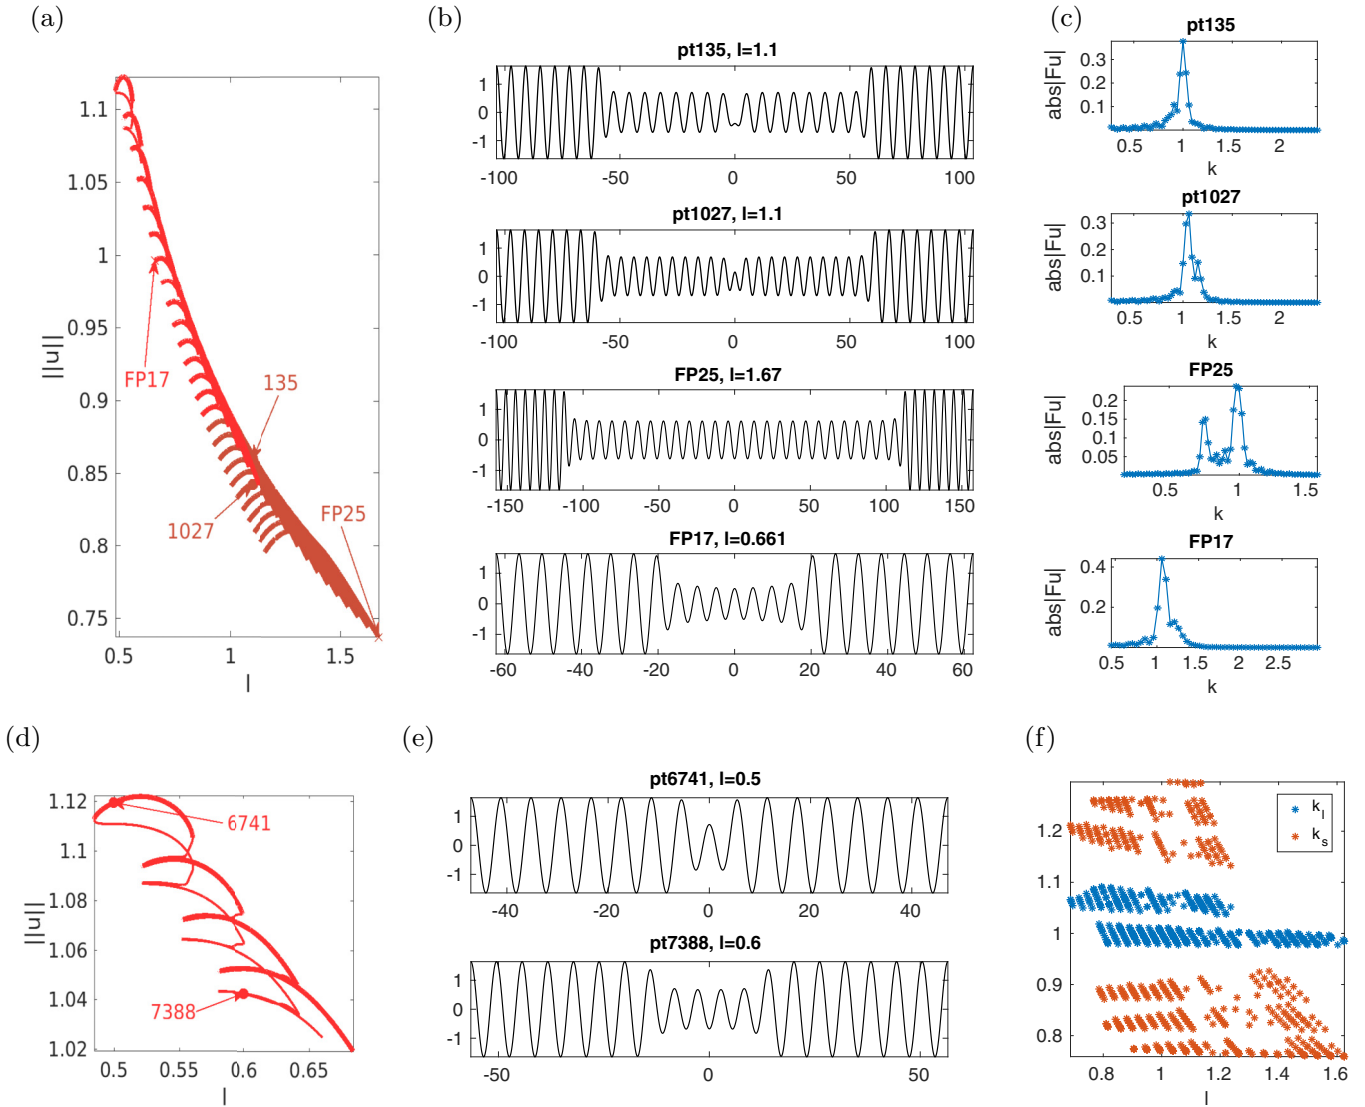 (a)
1.1
1.05
1
0.95
0.9
0.85
0.8
0.75
||u||
FP17
135
1027
FP25
0.5 1 1.5
l
(b)
pt135, l=1.1
1
0
-1
-100 -50 0 50 100
pt1027, l=1.1
1
0
-1
-100 -50 0 50 100
FP25, l=1.67
1
0
-1
-150 -100 -50 0 50 100 150
FP17, l=0.661
1
0
-1
-60 -40 -20 0 20 40 60
(c)
pt135
abs|Fu|
0.3
0.2
0.1
0.5 1 1.5 2
k
pt1027
abs|Fu|
0.3
0.2
0.1
0.5 1 1.5 2
k
FP25
abs|Fu|
0.2
0.15
0.1
0.05
0.5 1 1.5
k
FP17
abs|Fu|
0.4
0.2
0.5 1 1.5 2 2.5
k
(d)
1.12
1.1
1.08
1.06
1.04
1.02
||u||
6741
7388
0.5 0.55 0.6 0.65
l
(e)
pt6741, l=0.5
1
0
-1
-40 -20 0 20 40
pt7388, l=0.6
1
0
-1
-50 0 50
(f)
1.2
1.1
1
0.9
0.8
k_l
k_s
0.8 1 1.2 1.4 1.6
l